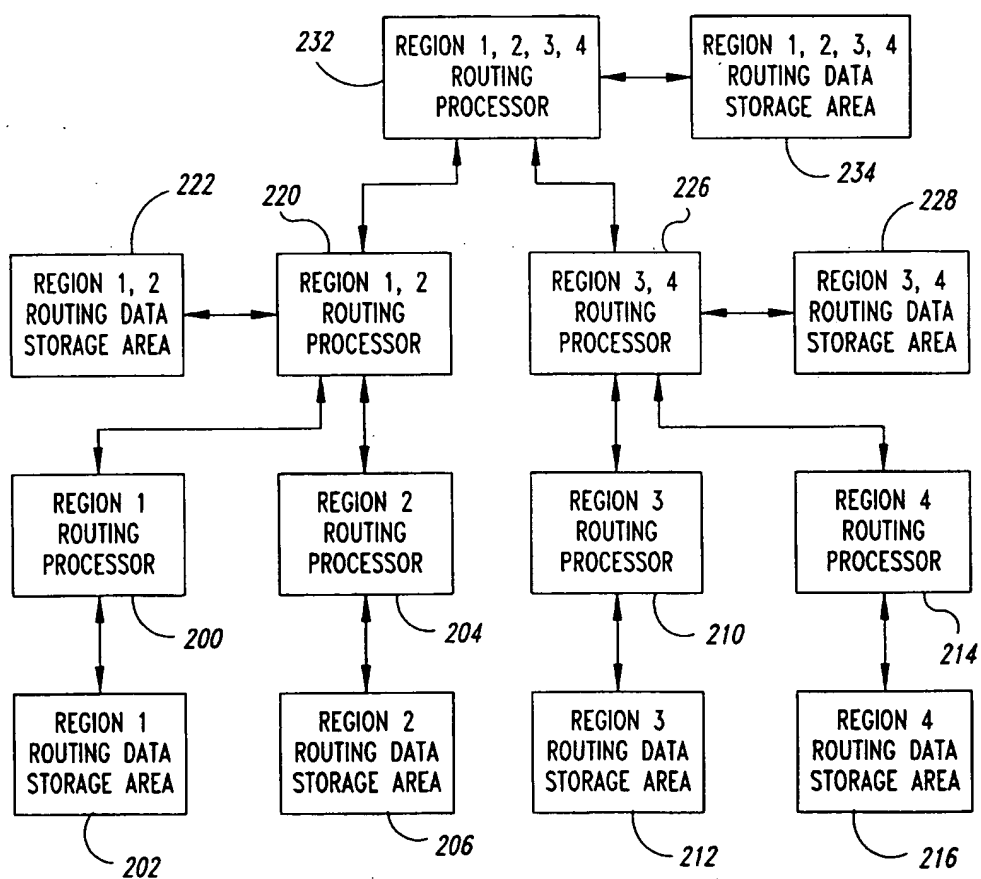 232
REGION 1, 2, 3, 4
ROUTING
PROCESSOR
REGION 1, 2, 3, 4
ROUTING DATA
STORAGE AREA
234
222
220
226
228
REGION 1, 2
ROUTING DATA
STORAGE AREA
REGION 1, 2
ROUTING
PROCESSOR
REGION 3, 4
ROUTING
PROCESSOR
REGION 3, 4
ROUTING DATA
STORAGE AREA
REGION 1
ROUTING
PROCESSOR
200
REGION 2
ROUTING
PROCESSOR
204
REGION 3
ROUTING
PROCESSOR
210
REGION 4
ROUTING
PROCESSOR
214
REGION 1
ROUTING DATA
STORAGE AREA
202
REGION 2
ROUTING DATA
STORAGE AREA
206
REGION 3
ROUTING DATA
STORAGE AREA
212
REGION 4
ROUTING DATA
STORAGE AREA
216